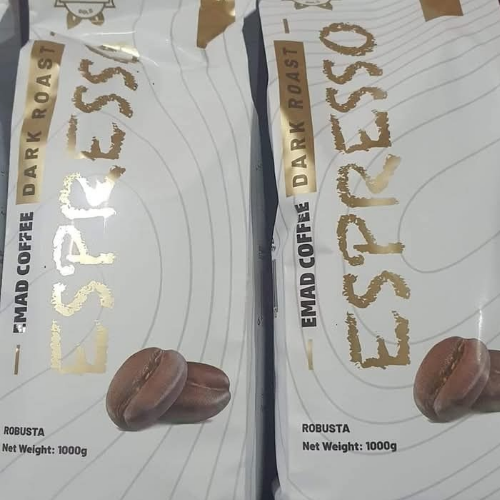 ESPRESSO
EMAD COFFEE DARK ROAST
ROBUSTA
Net Weight: 1000g
ESPRESSO
EMAD COFFEE DARK ROAST
ROBUSTA
Net Weight: 1000g